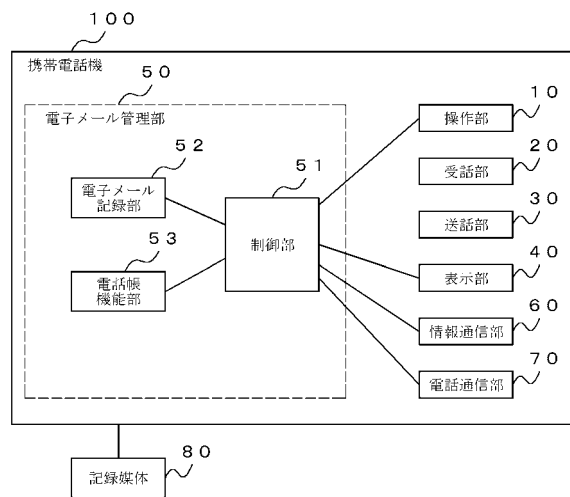 １００
携帯電話機
５０
電子メール管理部
５２
電子メール
記録部
５３
電話帳
機能部
５１
制御部
１０
操作部
２０
受話部
３０
送話部
４０
表示部
６０
情報通信部
７０
電話通信部
記録媒体
８０